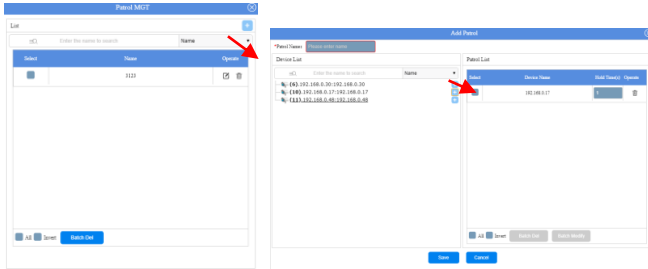 Patrol MGT
List
Enter the name to search
Name
Select
Name
Operate
3123
All
Invert
Batch Del
Add Patrol
*Patrol Name:
Please enter name
Device List
Enter the name to search
Name
(6).192.168.0.30:192.168.0.30
(10).192.168.0.17:192.168.0.17
(11).192.168.0.48:192.168.0.48
Patrol List
Select
Device Name
Hold Time(s)
Operate
192.168.0.17
All
Invert
Batch Del
Batch Modify
Save
Cancel